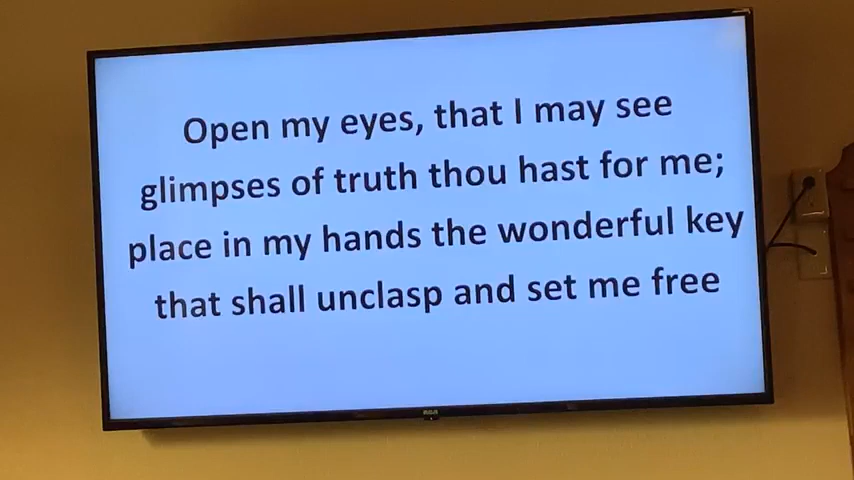 Open my eyes, that I may see
glimpses of truth thou hast for me;
place in my hands the wonderful key
that shall unclasp and set me free
RCA